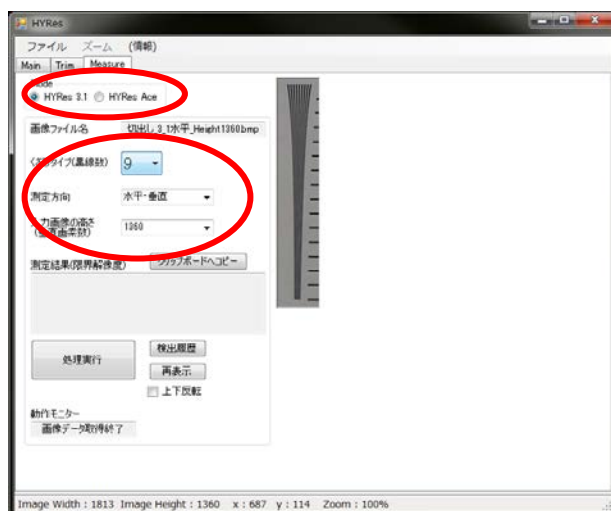 HYRes
ファイル ズーム (情報)
Main Trim Measure
Mode
HYRes 3.1 HYRes Ace
画像ファイル名 切出し3_1水平_Height1360bmp
くさびタイプ(黒線数) 9
測定方向 水平・垂直
入力画像の高さ 1360
(垂直画素数)
測定結果(限界解像度) クリップボードへコピー
処理実行
検出履歴
再表示
上下反転
動作モニター
画像データ取得終了
Image Width : 1813 Image Height : 1360 x : 687 y : 114 Zoom : 100%